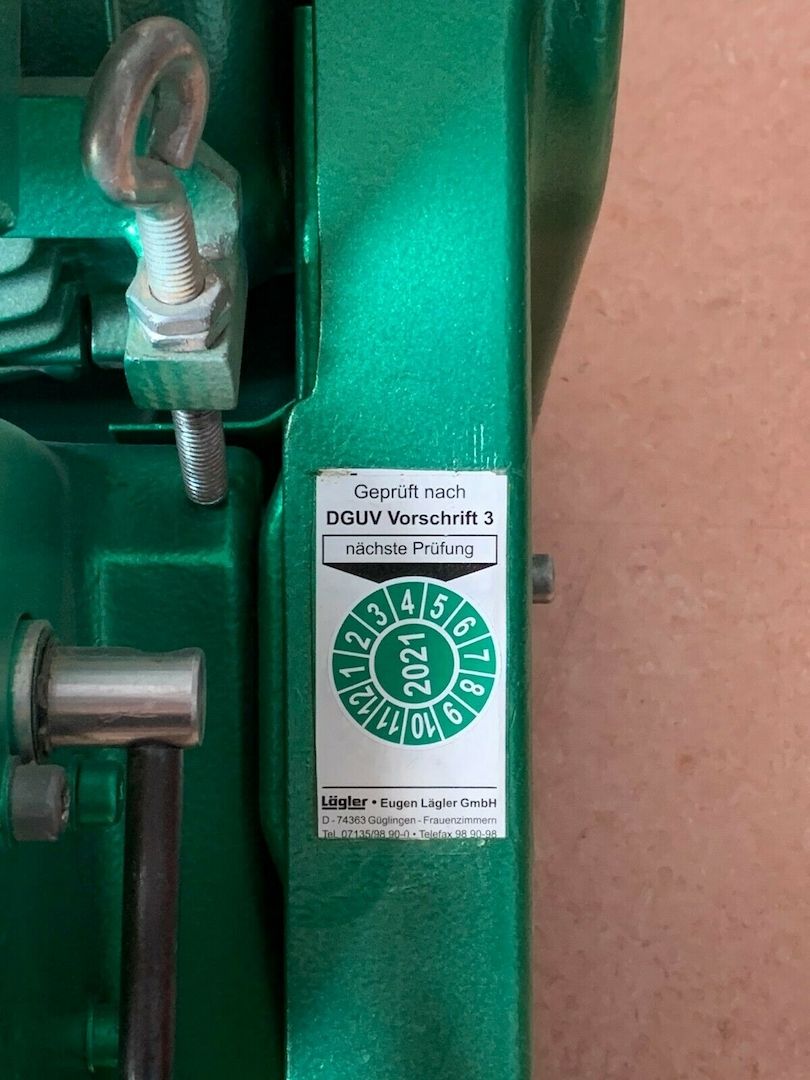 Geprüft nach
DGUV Vorschrift 3
nächste Prüfung
1 2 3 4 5 6 7 8 9 10 11 12
2021
Lägler • Eugen Lägler GmbH
D - 74363 Güglingen - Frauenzimmern
Tel. 07135/98 90-0 • Telefax 98 90-98